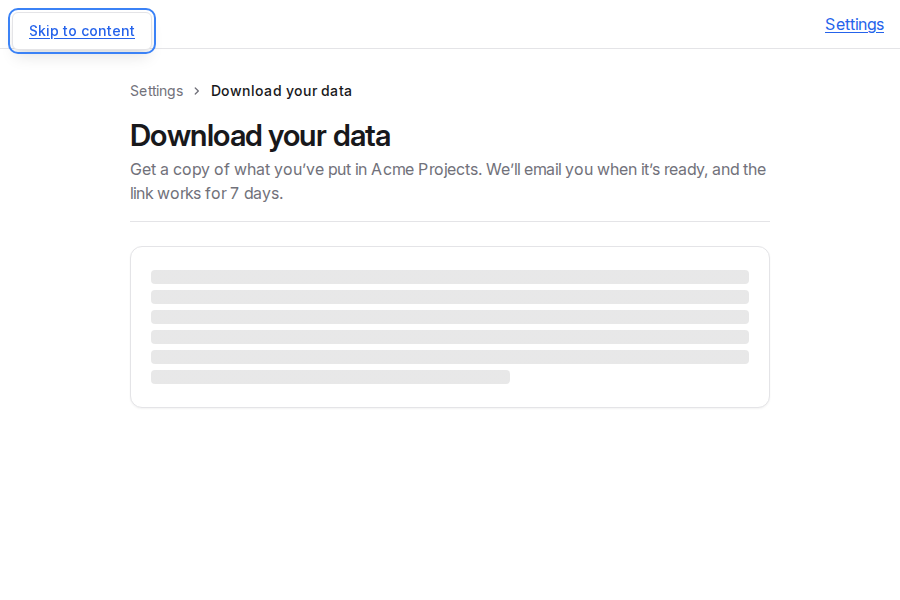 Skip to content
Settings
Settings > Download your data
Download your data
Get a copy of what you’ve put in Acme Projects. We’ll email you when it’s ready, and the
link works for 7 days.